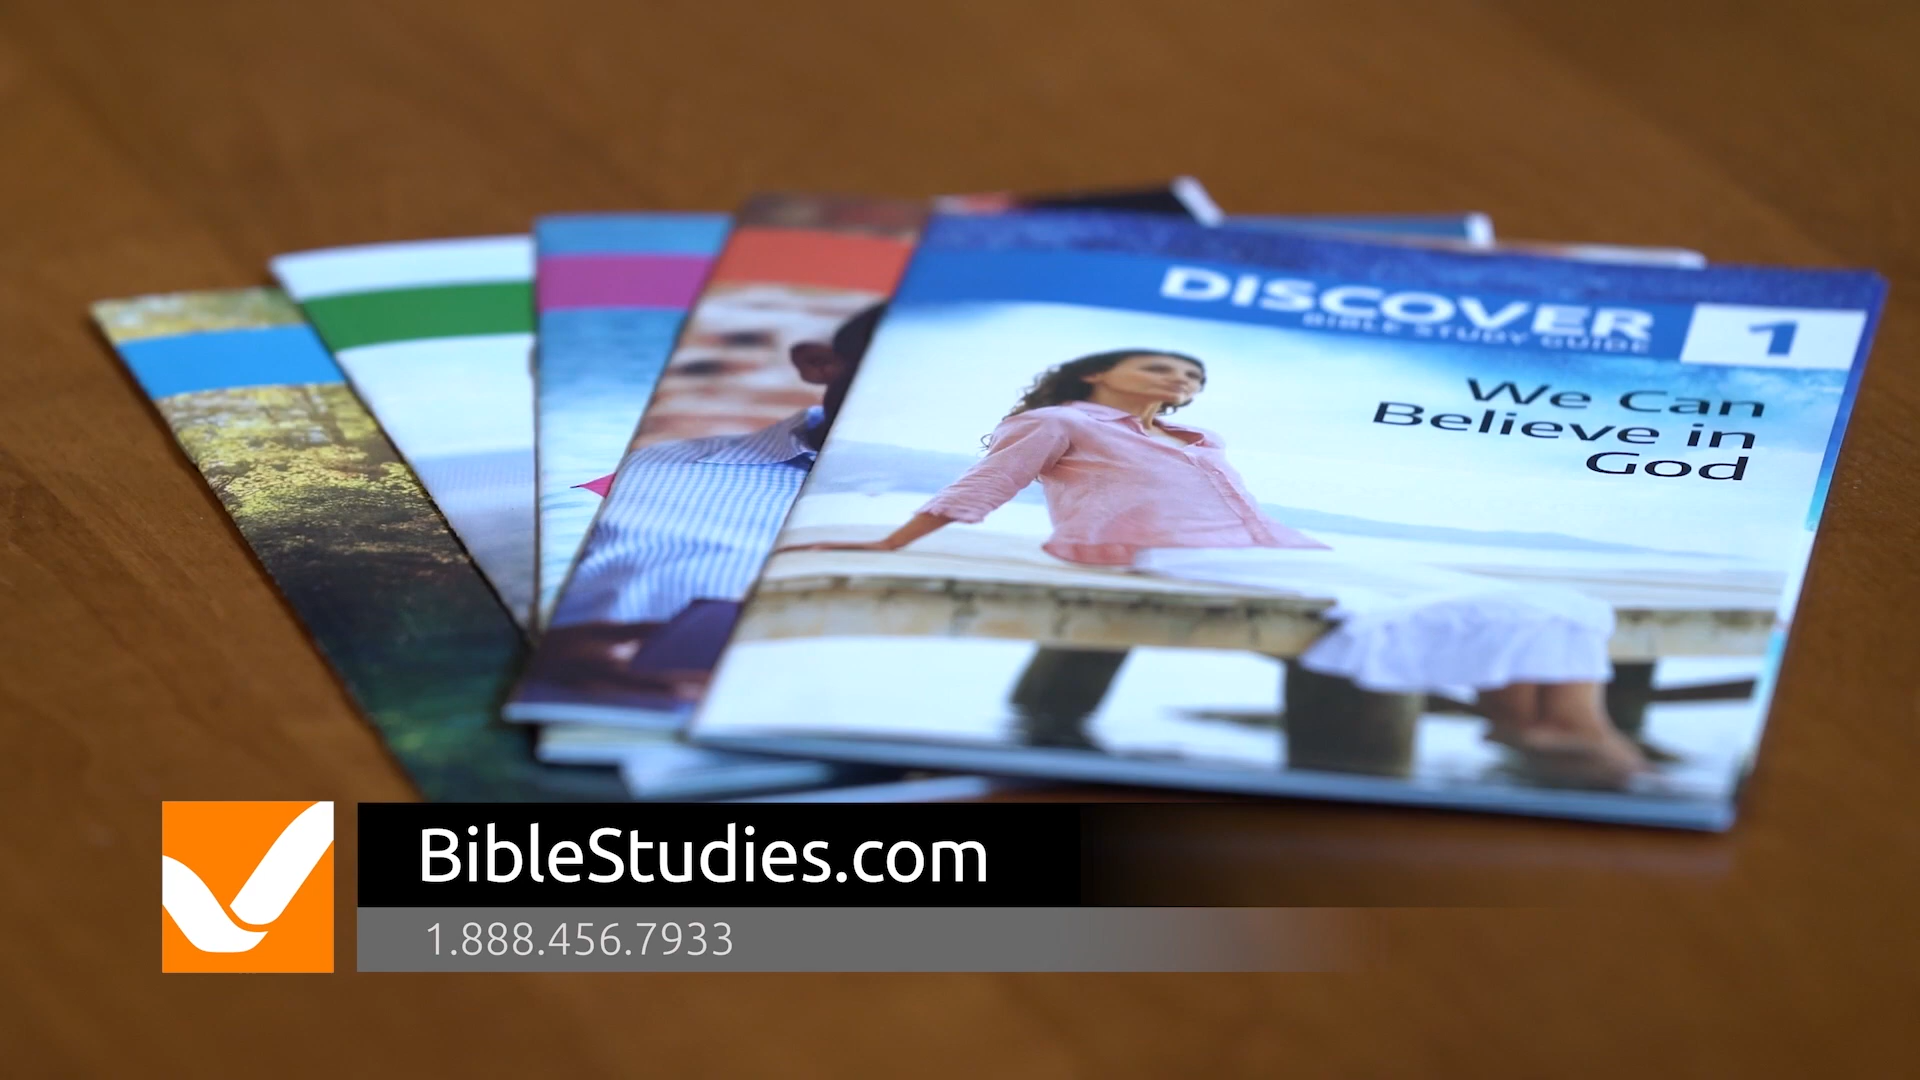 DISCOVER
BIBLE STUDY GUIDE
1
We Can
Believe in
God
BibleStudies.com
1.888.456.7933